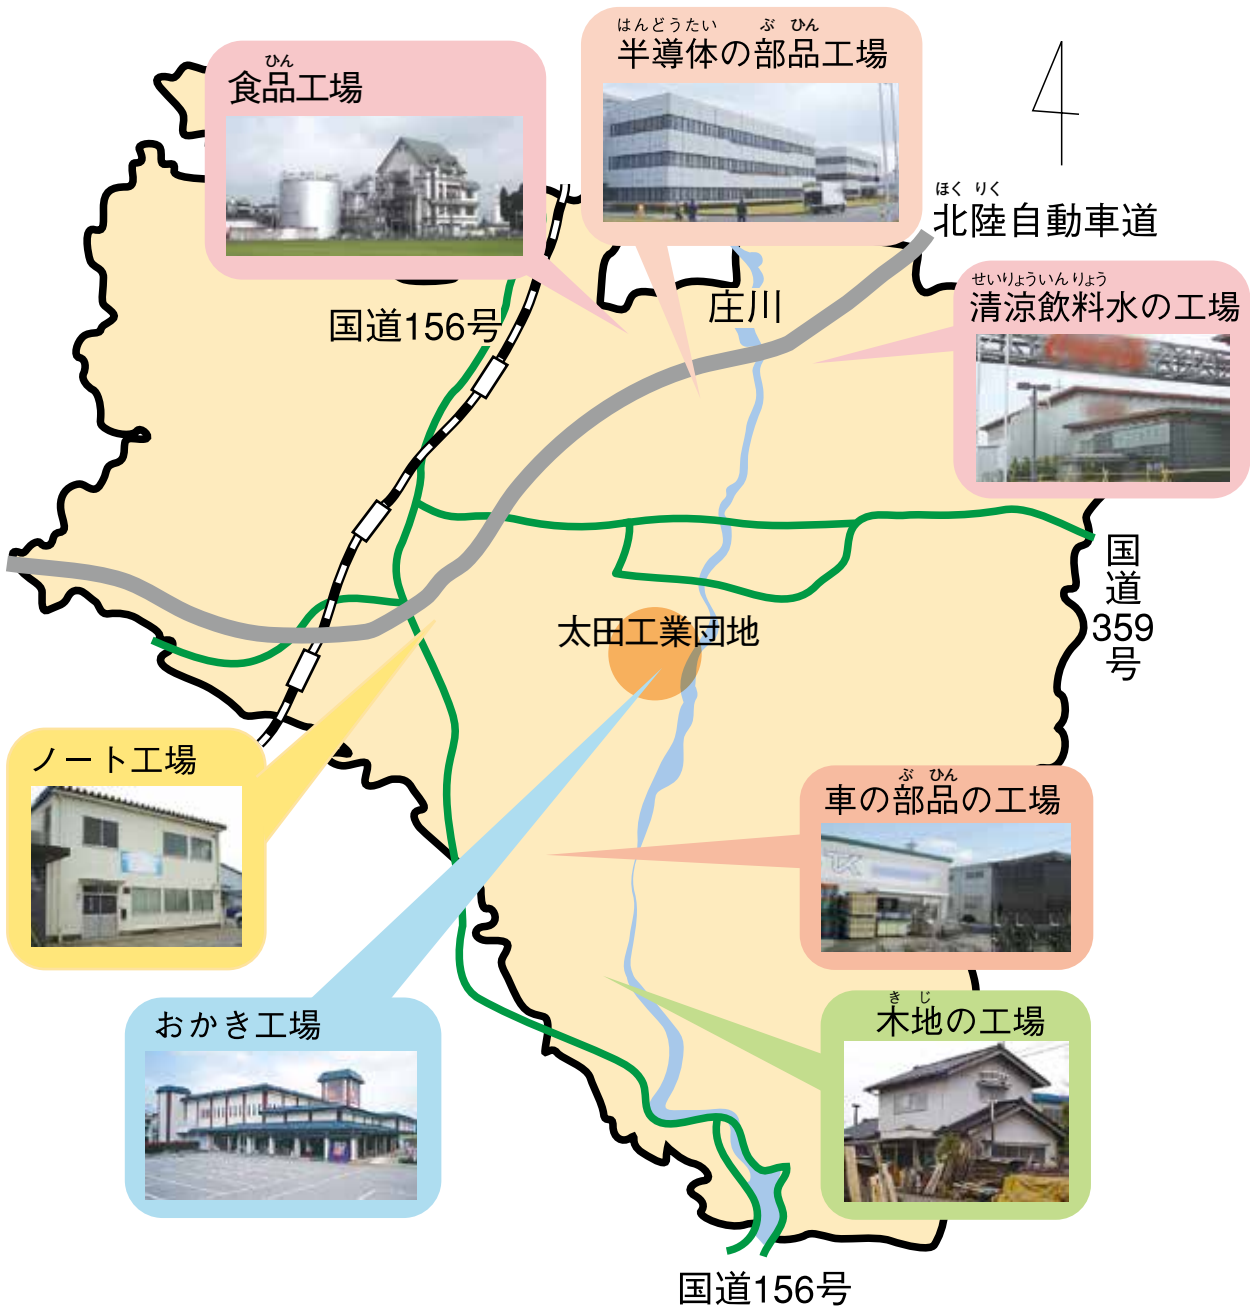 ひん
食品工場
はんどうたい ぶ ひん
半導体の部品工場
ほく りく
北陸自動車道
せいりょういんりょう
清涼飲料水の工場
国道156号
庄川
国道359号
太田工業団地
ノート工場
ぶ ひん
車の部品の工場
おかき工場
き じ
木地の工場
国道156号